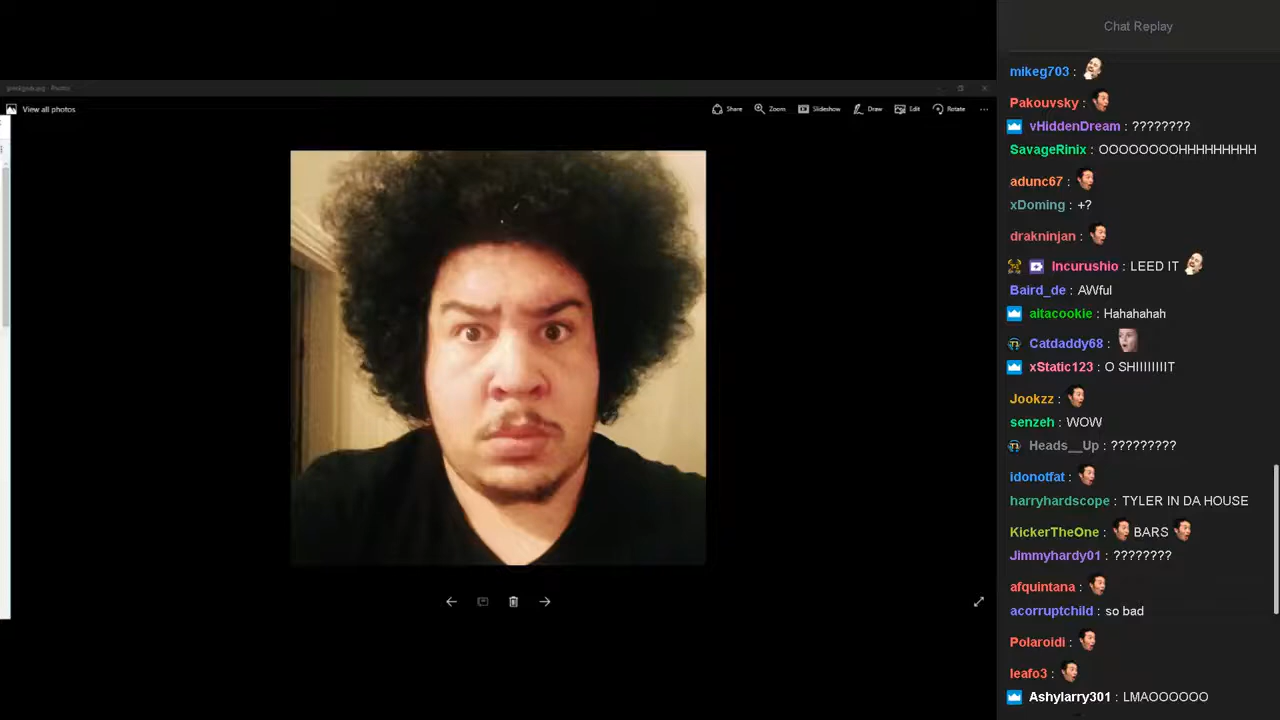 View all photos
Share
Zoom
Slideshow
Draw
Edit
Rotate
Chat Replay
mikeg703 :
Pakouvsky :
vHiddenDream : ????????
SavageRinix : OOOOOOOOHHHHHHHHH
adunc67 :
xDoming : +?
drakninjan :
Incurushio : LEED IT
Baird_de : AWful
aitacookie : Hahahahah
Catdaddy68 :
xStatic123 : O SHIIIIIIIT
Jookzz :
senzeh : WOW
Heads__Up : ?????????
idonotfat :
harryhardscope : TYLER IN DA HOUSE
KickerTheOne : BARS
Jimmyhardy01 : ????????
afquintana :
acorruptchild : so bad
Polaroidi :
leafo3 :
Ashylarry301 : LMAOOOOOO